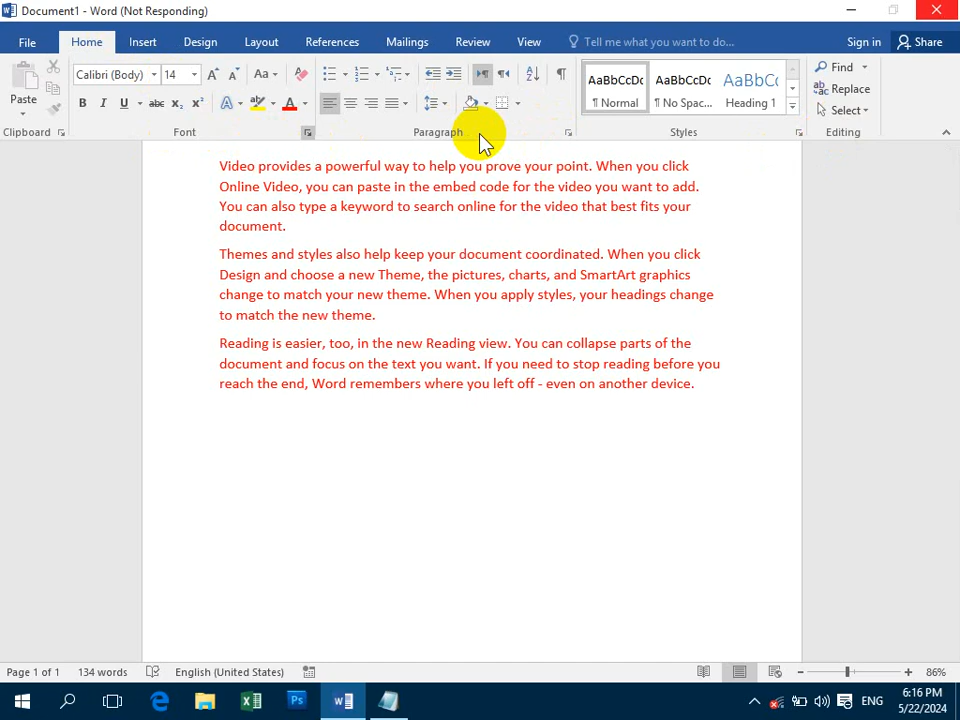 Document1 - Word (Not Responding)
File Home Insert Design Layout References Mailings Review View Tell me what you want to do... Sign in Share
Paste
Calibri (Body) 14 Aa
B I U abc X₂ X² A A
AaBbCcDc AaBbCcDc AaBbCc
¶ Normal ¶ No Spac... Heading 1
Find
Replace
Select
Clipboard Font Paragraph Styles Editing
Video provides a powerful way to help you prove your point. When you click
Online Video, you can paste in the embed code for the video you want to add.
You can also type a keyword to search online for the video that best fits your
document.
Themes and styles also help keep your document coordinated. When you click
Design and choose a new Theme, the pictures, charts, and SmartArt graphics
change to match your new theme. When you apply styles, your headings change
to match the new theme.
Reading is easier, too, in the new Reading view. You can collapse parts of the
document and focus on the text you want. If you need to stop reading before you
reach the end, Word remembers where you left off - even on another device.
Page 1 of 1 134 words English (United States) 86%
ENG
6:16 PM
5/22/2024